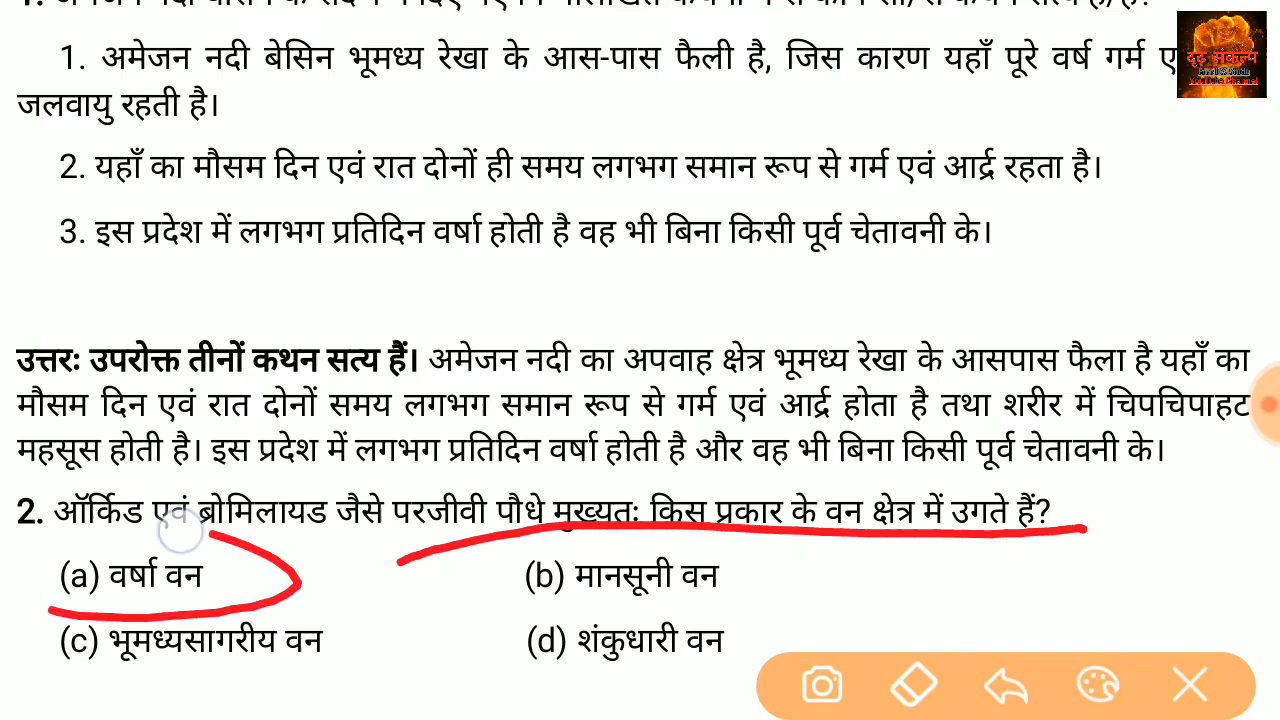 1. अमेजन नदी बेसिन भूमध्य रेखा के आस-पास फैली है, जिस कारण यहाँ पूरे वर्ष गर्म ए
दृढ़ संकल्प
जलवायु रहती है।
2. यहाँ का मौसम दिन एवं रात दोनों ही समय लगभग समान रूप से गर्म एवं आर्द्र रहता है।
3. इस प्रदेश में लगभग प्रतिदिन वर्षा होती है वह भी बिना किसी पूर्व चेतावनी के।
उत्तरः उपरोक्त तीनों कथन सत्य हैं। अमेजन नदी का अपवाह क्षेत्र भूमध्य रेखा के आसपास फैला है यहाँ का
मौसम दिन एवं रात दोनों समय लगभग समान रूप से गर्म एवं आर्द्र होता है तथा शरीर में चिपचिपाहट
महसूस होती है। इस प्रदेश में लगभग प्रतिदिन वर्षा होती है और वह भी बिना किसी पूर्व चेतावनी के।
2. ऑर्किड एवं ब्रोमिलायड जैसे परजीवी पौधे मुख्यतः किस प्रकार के वन क्षेत्र में उगते हैं?
(a) वर्षा वन (b) मानसूनी वन
(c) भूमध्यसागरीय वन (d) शंकुधारी वन